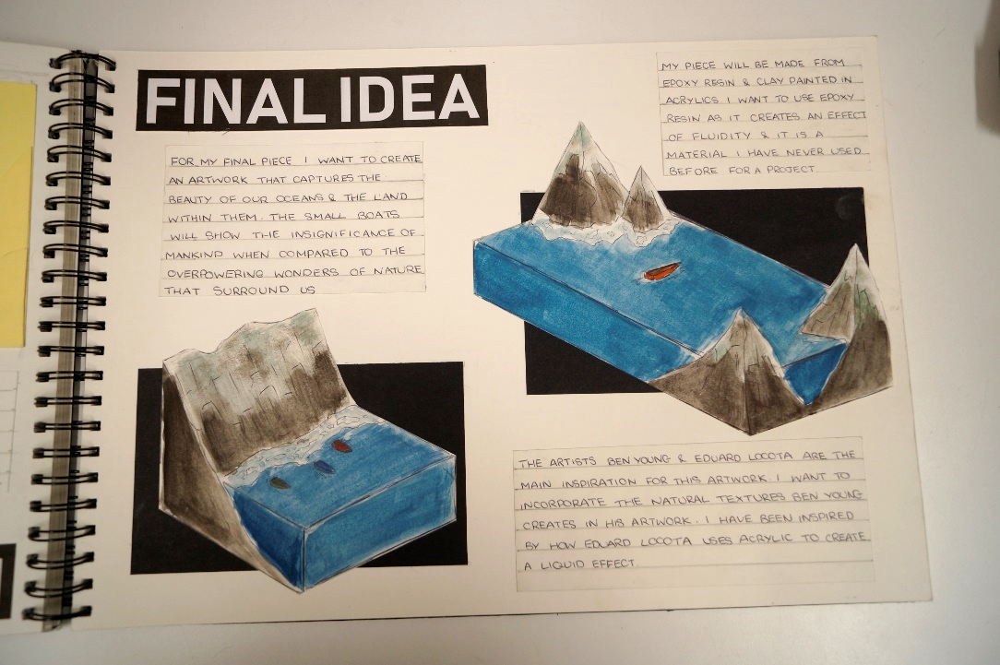 FINAL IDEA
FOR MY FINAL PIECE I WANT TO CREATE
AN ARTWORK THAT CAPTURES THE
BEAUTY OF OUR OCEANS & THE LAND
WITHIN THEM. THE SMALL BOATS
WILL SHOW THE INSIGNIFICANCE OF
MANKIND WHEN COMPARED TO THE
OVERPOWERING WONDERS OF NATURE
THAT SURROUND US
MY PIECE WILL BE MADE FROM
EPOXY RESIN & CLAY PAINTED IN
ACRYLICS. I WANT TO USE EPOXY
RESIN AS IT CREATES AN EFFECT
OF FLUIDITY & IT IS A
MATERIAL I HAVE NEVER USED
BEFORE FOR A PROJECT.
THE ARTISTS BEN YOUNG & EDUARD LOCOTA ARE THE
MAIN INSPIRATION FOR THIS ARTWORK. I WANT TO
INCORPORATE THE NATURAL TEXTURES BEN YOUNG
CREATES IN HIS ARTWORK. I HAVE BEEN INSPIRED
BY HOW EDUARD LOCOTA USES ACRYLIC TO CREATE
A LIQUID EFFECT.